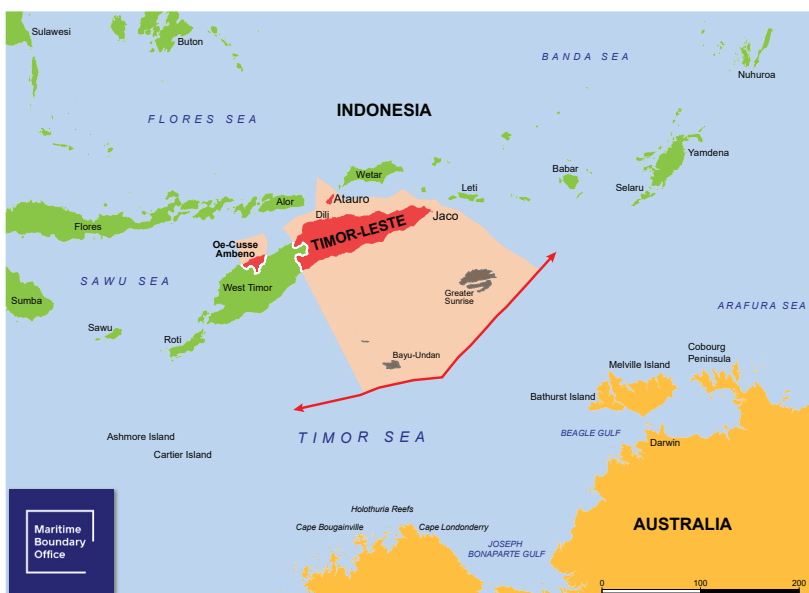 Sulawesi
Buton
BANDA SEA
Nuhuroa
FLORES SEA
INDONESIA
Yamdena
Wetar
Babar
Leti
Selaru
Alor
Atauro
Dili
Jaco
Flores
TIMOR-LESTE
Oe-Cusse
Ambeno
SAWU SEA
West Timor
Greater
Sunrise
Sumba
ARAFURA SEA
Sawu
Roti
Bayu-Undan
Cobourg
Peninsula
Melville Island
Bathurst Island
Ashmore Island
TIMOR SEA
BEAGLE GULF
Darwin
Cartier Island
Holothuria Reefs
Cape Bougainville
Cape Londonderry
AUSTRALIA
JOSEPH
BONAPARTE GULF
Maritime
Boundary
Office
0 100 200